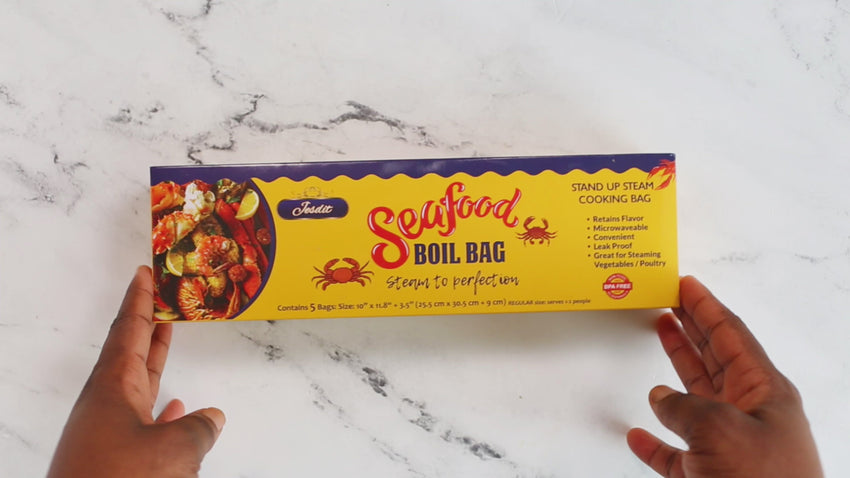 Jesdit
Seafood
BOIL BAG
Steam to perfection
Contains 5 Bags: Size: 10" x 11.8" + 3.5" (25.5 cm x 30.5 cm + 9 cm) REGULAR size: serves 1-2 people
STAND UP STEAM
COOKING BAG
• Retains Flavor
• Microwaveable
• Convenient
• Leak Proof
• Great for Steaming
Vegetables / Poultry
BPA FREE